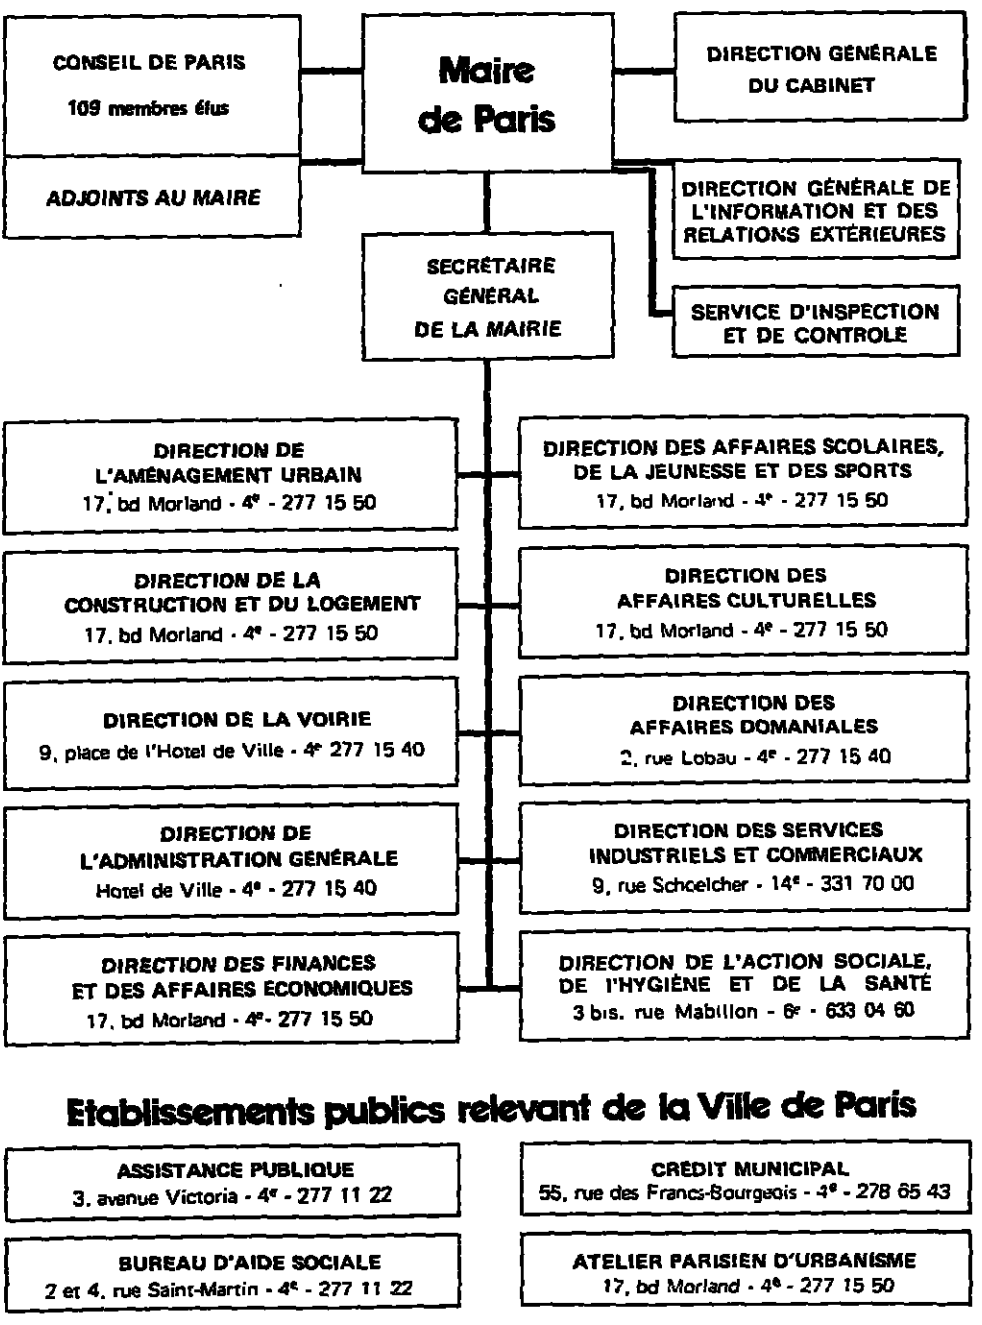 CONSEIL DE PARIS
109 membres élus
ADJOINTS AU MAIRE
Maire
de Paris
DIRECTION GÉNÉRALE
DU CABINET
DIRECTION GÉNÉRALE DE
L'INFORMATION ET DES
RELATIONS EXTÉRIEURES
SERVICE D'INSPECTION
ET DE CONTROLE
SECRÉTAIRE
GÉNÉRAL
DE LA MAIRIE
DIRECTION DE
L'AMÉNAGEMENT URBAIN
17, bd Morland - 4e - 277 15 50
DIRECTION DES AFFAIRES SCOLAIRES,
DE LA JEUNESSE ET DES SPORTS
17, bd Morland - 4e - 277 15 50
DIRECTION DE LA
CONSTRUCTION ET DU LOGEMENT
17, bd Morland - 4e - 277 15 50
DIRECTION DES
AFFAIRES CULTURELLES
17, bd Morland - 4e - 277 15 50
DIRECTION DE LA VOIRIE
9, place de l'Hotel de Ville - 4e 277 15 40
DIRECTION DES
AFFAIRES DOMANIALES
2, rue Lobau - 4e - 277 15 40
DIRECTION DE
L'ADMINISTRATION GÉNÉRALE
Hotel de Ville - 4e - 277 15 40
DIRECTION DES SERVICES
INDUSTRIELS ET COMMERCIAUX
9, rue Schoelcher - 14e - 331 70 00
DIRECTION DES FINANCES
ET DES AFFAIRES ECONOMIQUES
17, bd Morland - 4e- 277 15 50
DIRECTION DE L'ACTION SOCIALE,
DE l'HYGIÈNE ET DE LA SANTÉ
3 bis, rue Mabillon - 6e - 633 04 60
Etablissements publics relevant de la Ville de Paris
ASSISTANCE PUBLIQUE
3, avenue Victoria - 4e - 277 11 22
CRÉDIT MUNICIPAL
55, rue des Francs-Bourgeois - 4e - 278 65 43
BUREAU D'AIDE SOCIALE
2 et 4, rue Saint-Martin - 4e - 277 11 22
ATELIER PARISIEN D'URBANISME
17, bd Morland - 4e - 277 15 50